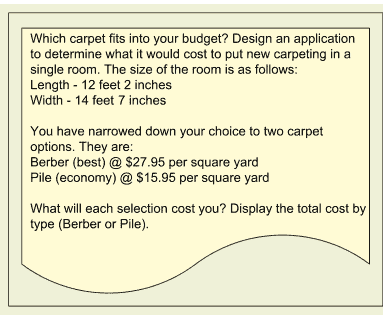 Which carpet fits into your budget? Design an application
to determine what it would cost to put new carpeting in a
single room. The size of the room is as follows:
Length - 12 feet 2 inches
Width - 14 feet 7 inches
You have narrowed down your choice to two carpet
options. They are:
Berber (best) @ $27.95 per square yard
Pile (economy) @ $15.95 per square yard
What will each selection cost you? Display the total cost by
type (Berber or Pile).